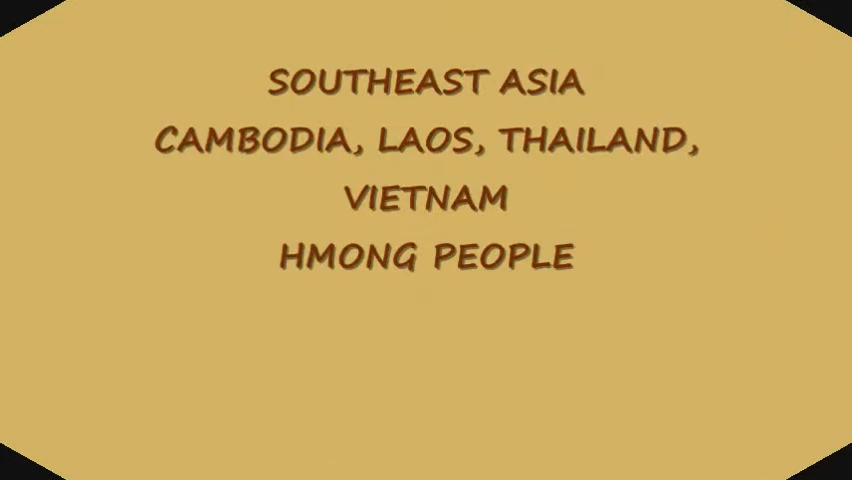 SOUTHEAST ASIA
CAMBODIA, LAOS, THAILAND,
VIETNAM
HMONG PEOPLE